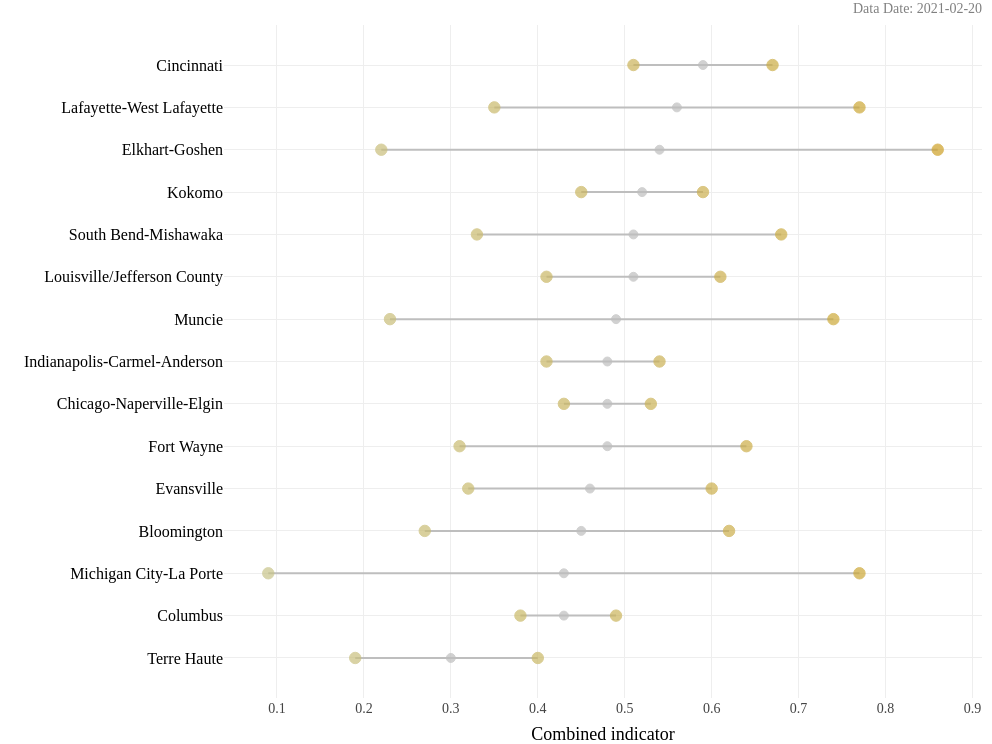 Data Date: 2021-02-20
Cincinnati
Lafayette-West Lafayette
Elkhart-Goshen
Kokomo
South Bend-Mishawaka
Louisville/Jefferson County
Muncie
Indianapolis-Carmel-Anderson
Chicago-Naperville-Elgin
Fort Wayne
Evansville
Bloomington
Michigan City-La Porte
Columbus
Terre Haute
0.1 0.2 0.3 0.4 0.5 0.6 0.7 0.8 0.9
Combined indicator